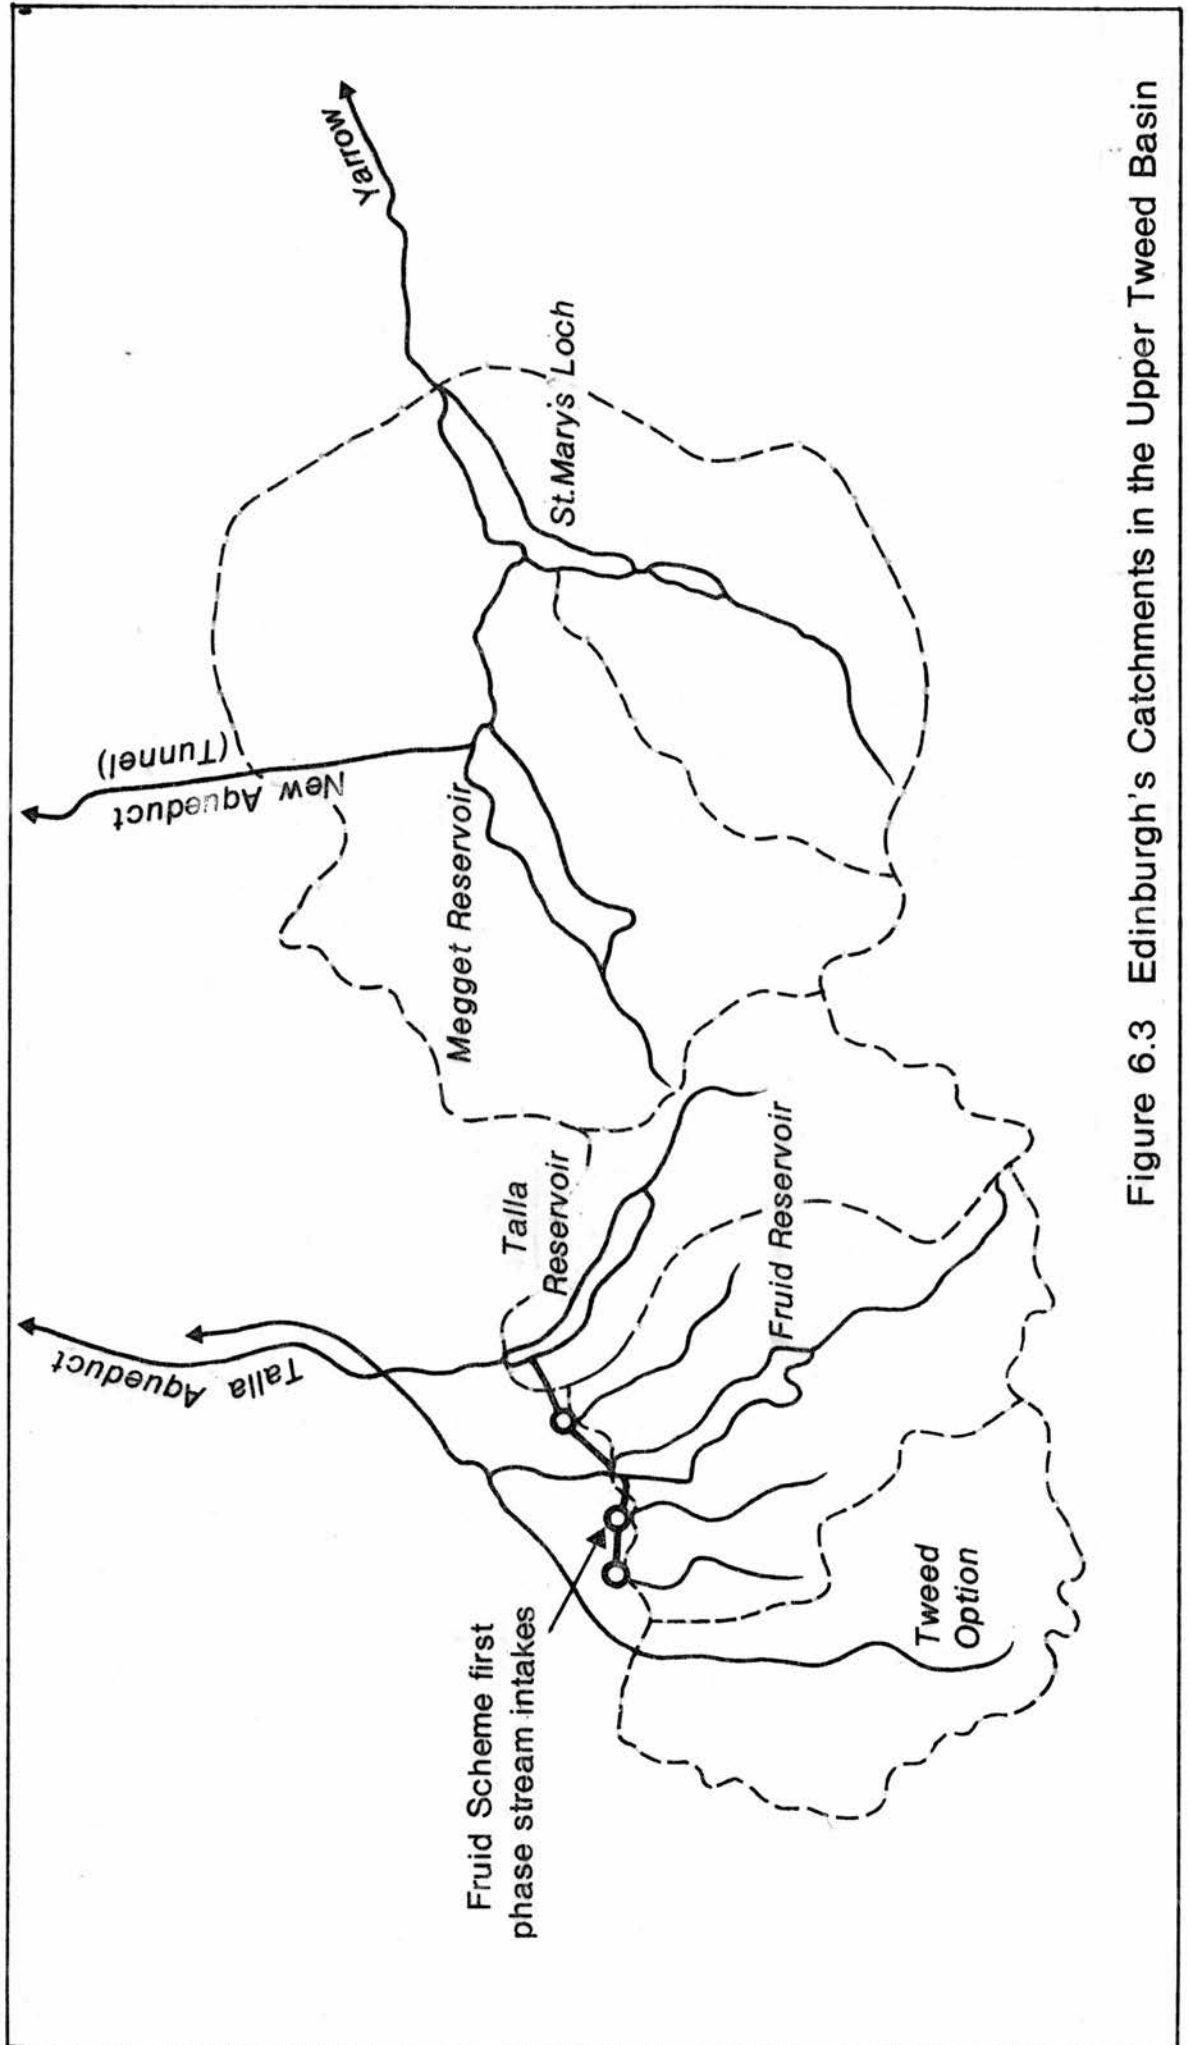 Talla Aqueduct
New Aqueduct
(Tunnel)
Yarrow
Fruid Scheme first
phase stream intakes
Talla
Reservoir
Megget Reservoir
St.Mary's Loch
Fruid Reservoir
Tweed
Option
Figure 6.3 Edinburgh's Catchments in the Upper Tweed Basin